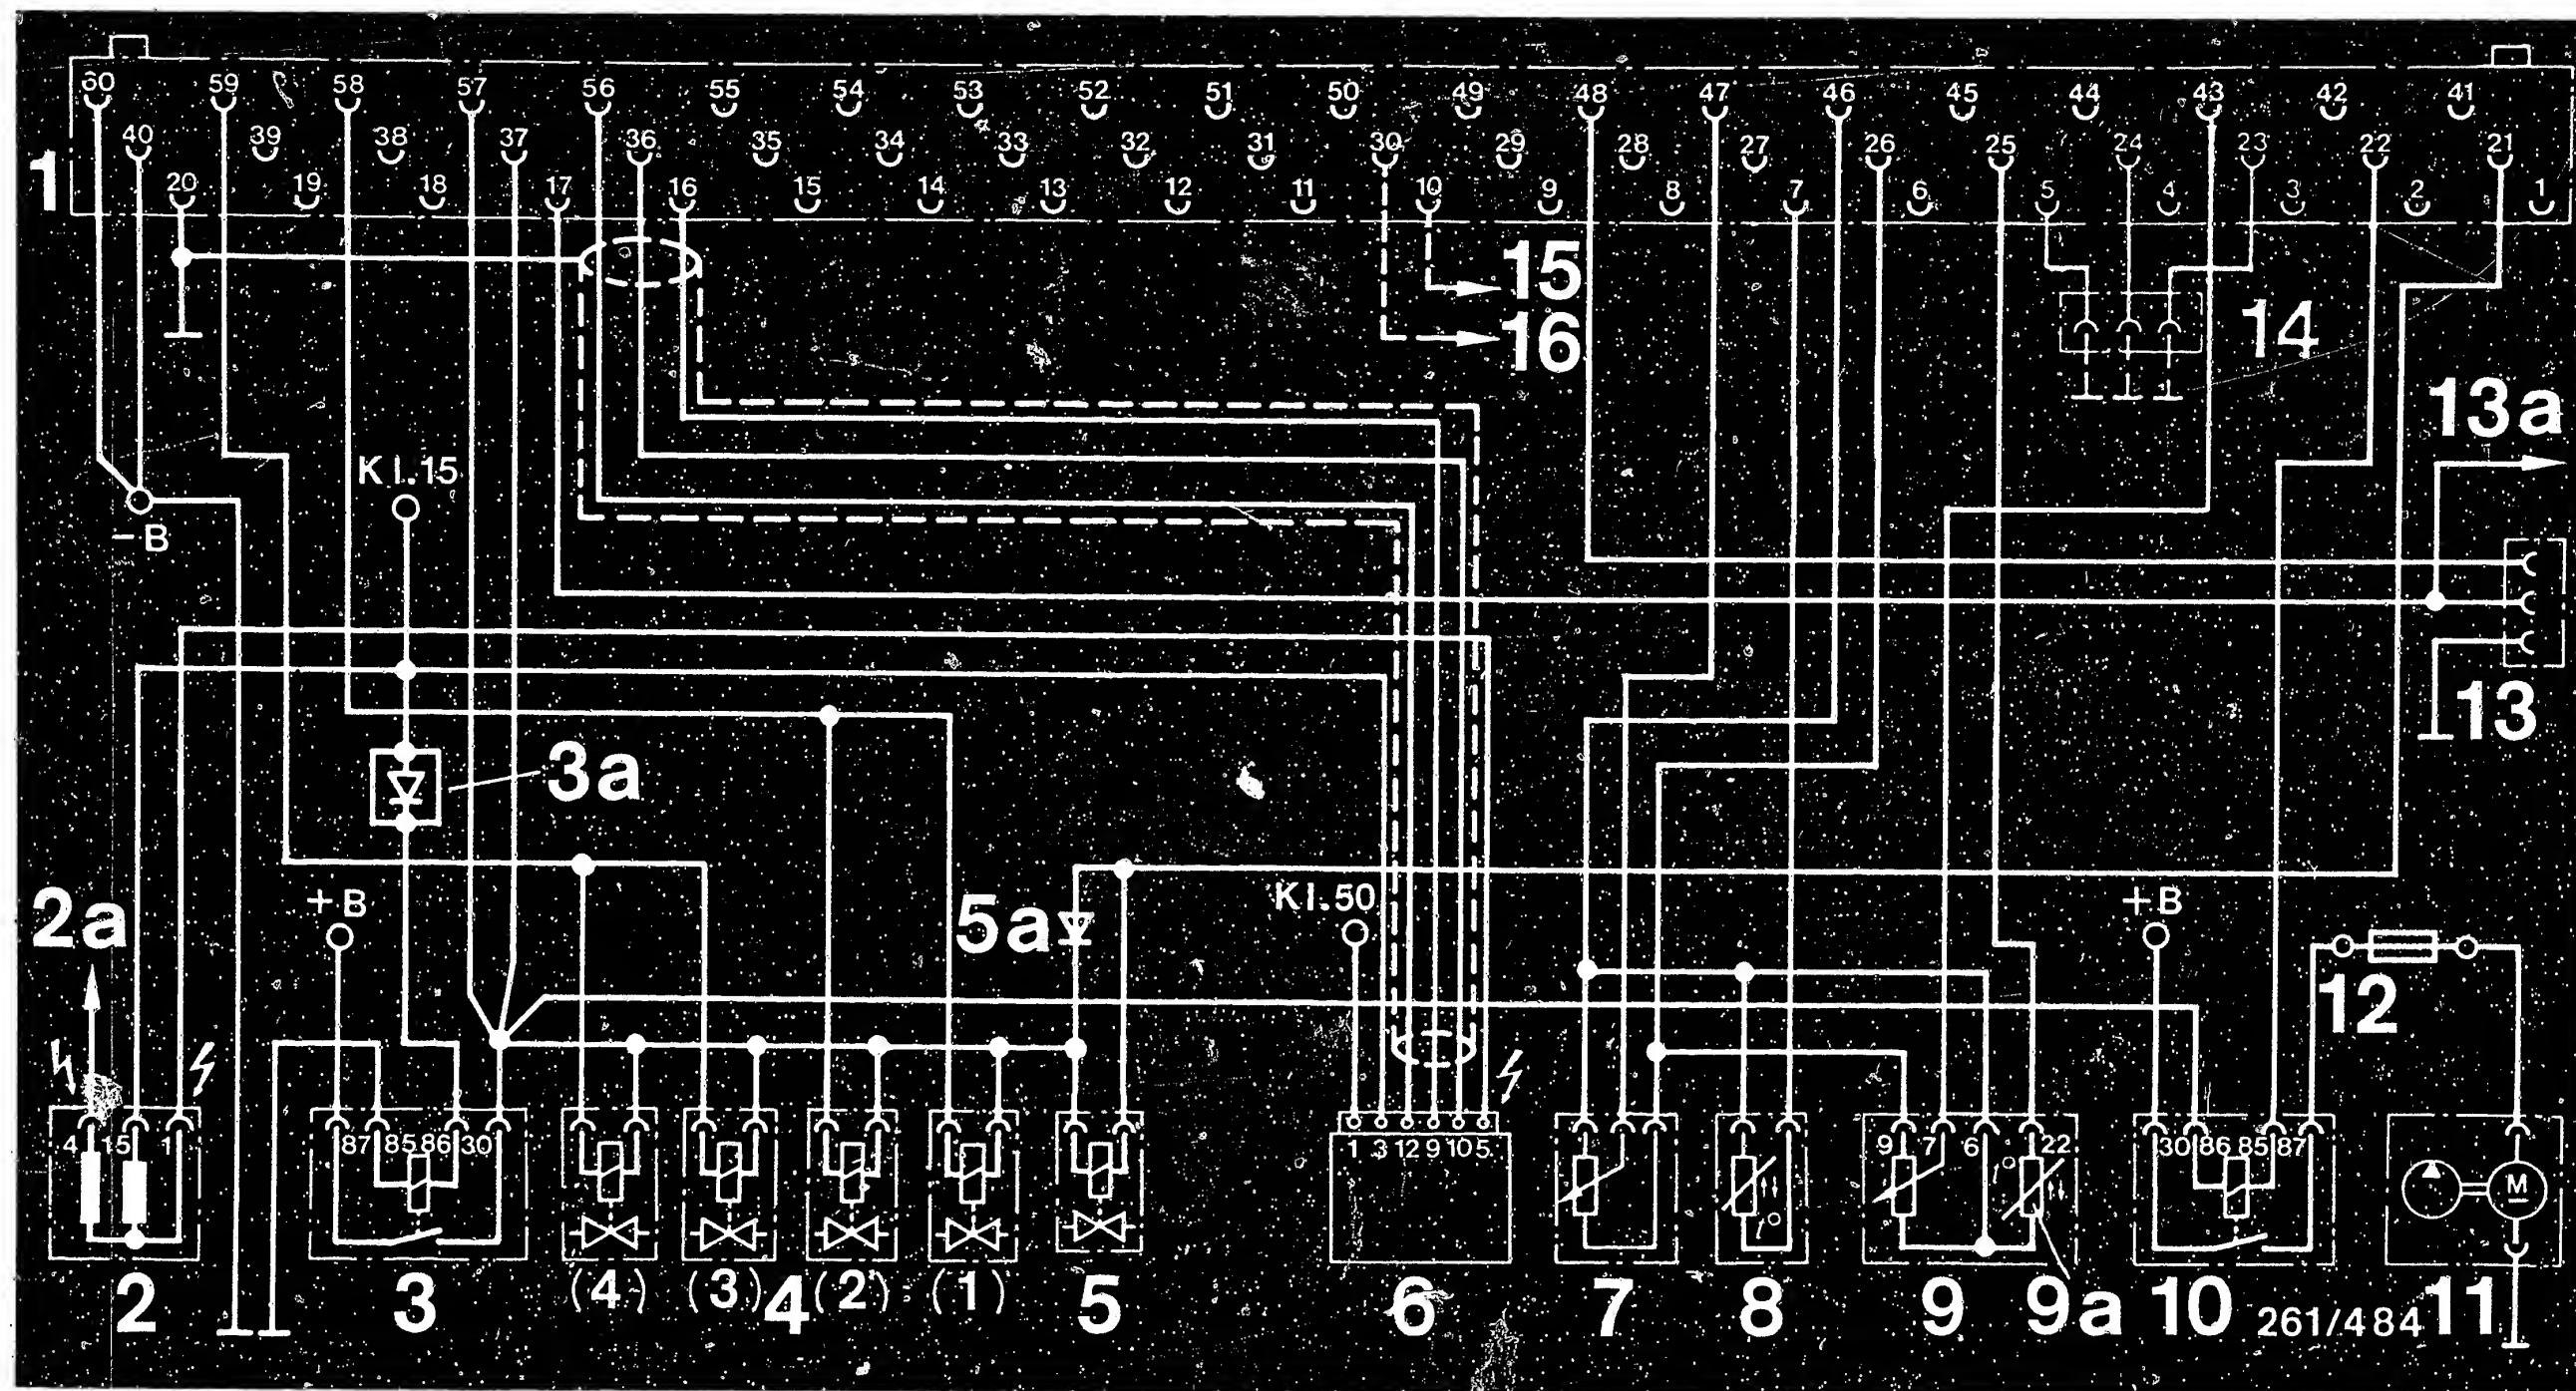 60 59 58 57 56 55 54 53 52 51 50 49 48 47 46 45 44 43 42 41
40 39 38 37 36 35 34 33 32 31 30 29 28 27 26 25 24 23 22 21
20 19 18 17 16 15 14 13 12 11 10 9 8 7 6 5 4 3 2 1
1
15
16
14
13a
Kl.15
-B
13
3a
2a
+B
5a
Kl.50
+B
12
4 15 1
87 85 86 30
1 3 12 9 10 5
9 7 6 22
30 86 85 87
M
t°
2 3 (4) (3) 4 (2) (1) 5 6 7 8 9 9a 10 261/484 11